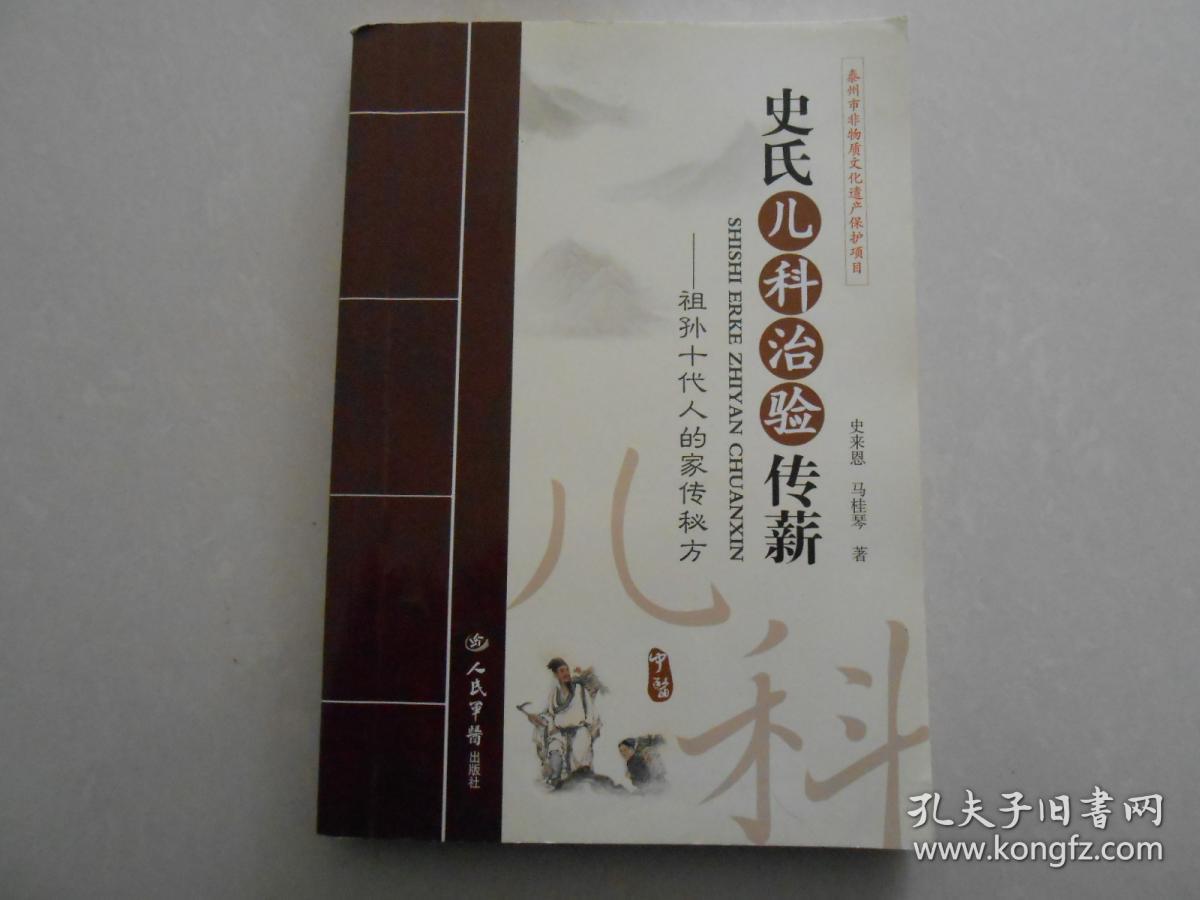 泰州市非物质文化遗产保护项目
史氏儿科治验传薪
SHISHI ERKE ZHIYAN CHUANXIN
——祖孙十代人的家传秘方
史来恩 马桂琴 著
儿科
中醫
人民军醫出版社
孔夫子旧書网
www.kongfz.com